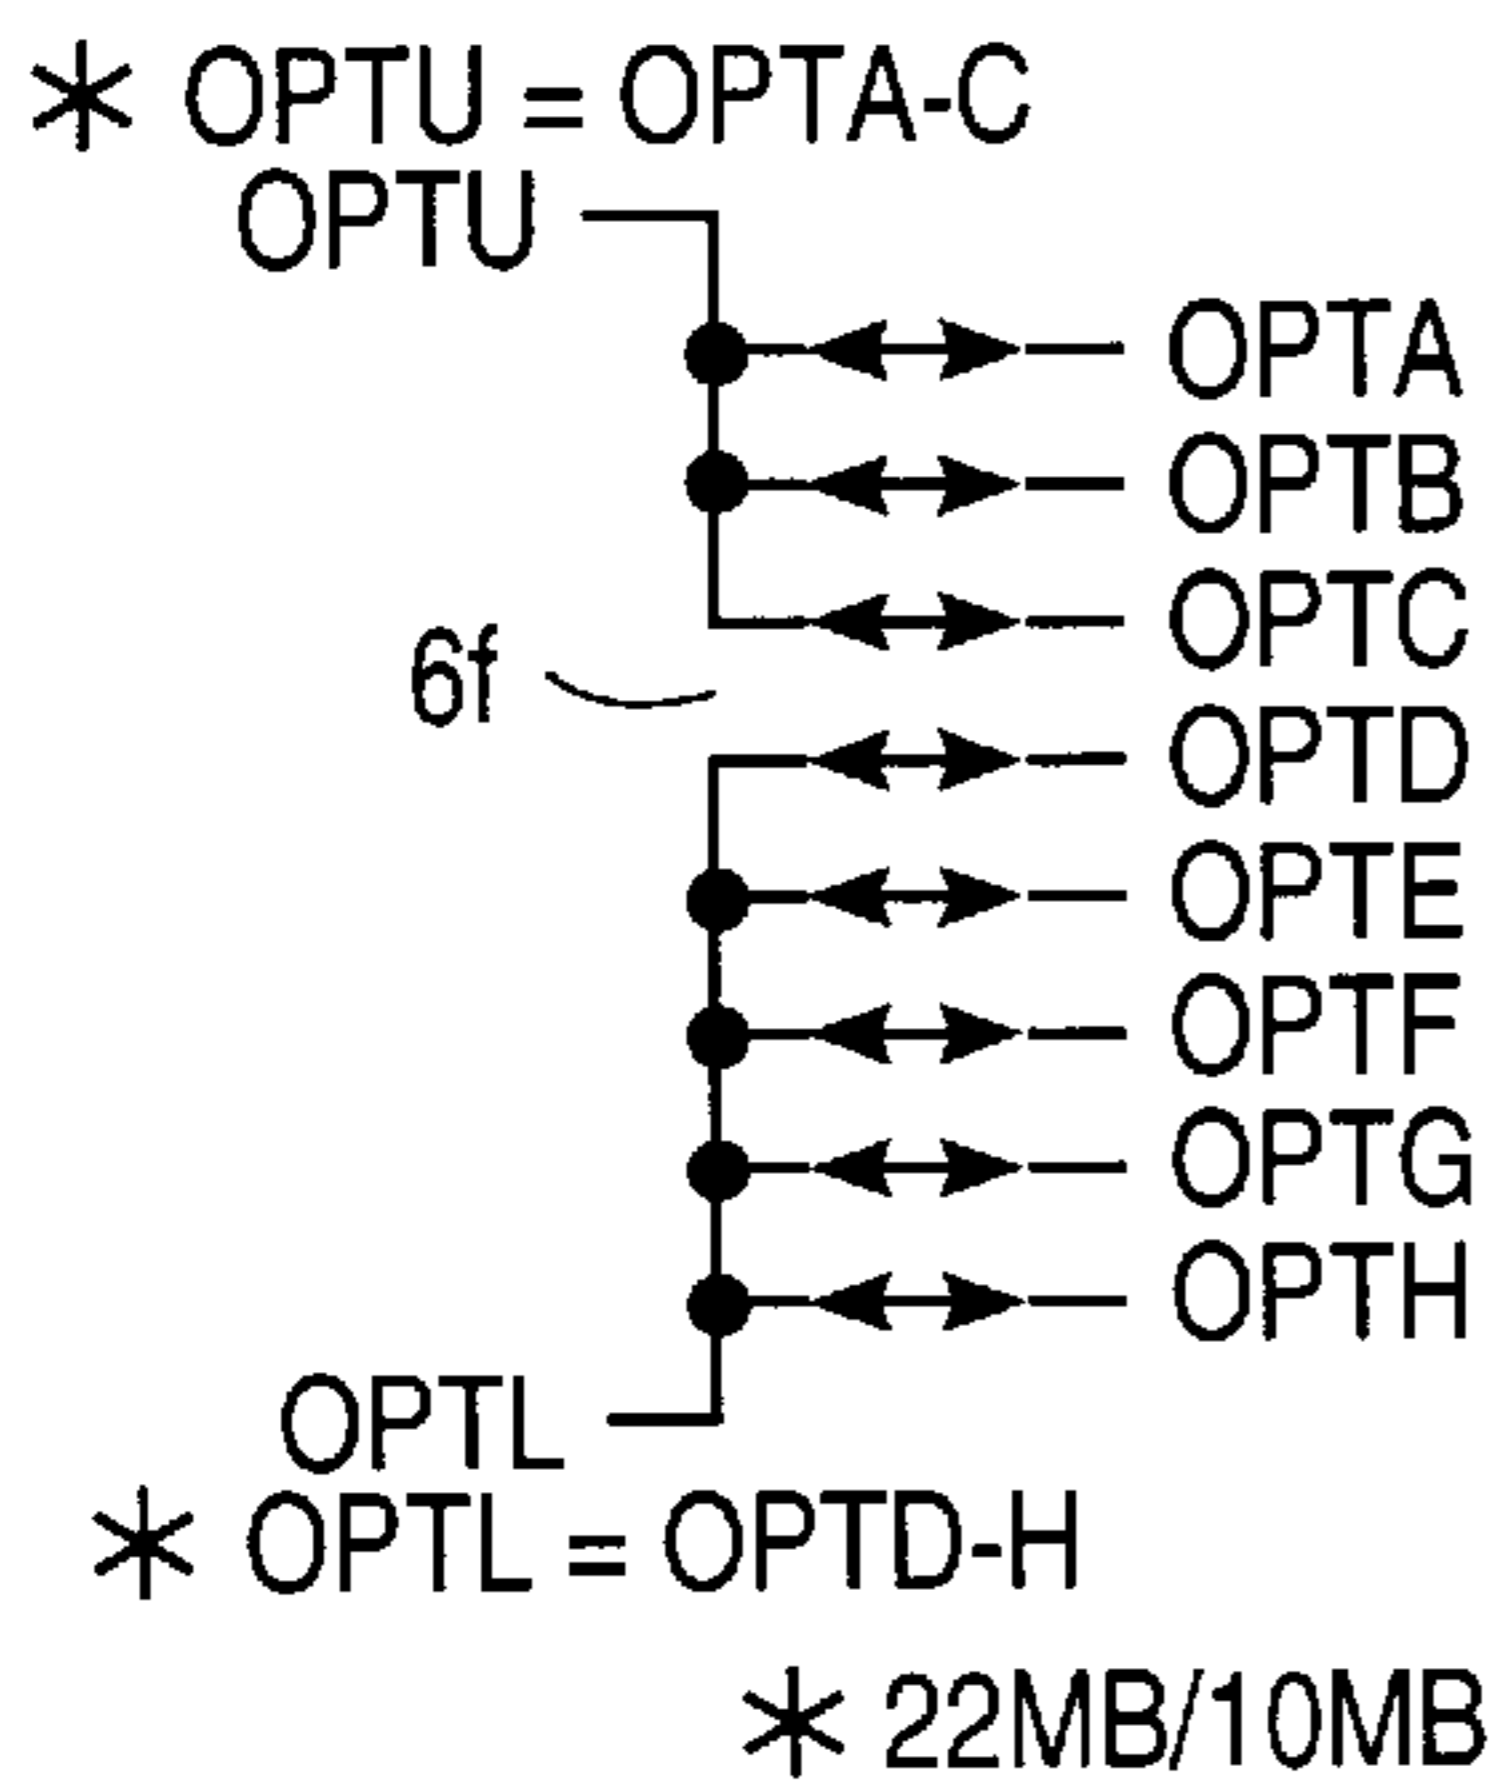 * OPTU = OPTA-C
OPTU
OPTA
OPTB
OPTC
6f
OPTD
OPTE
OPTF
OPTG
OPTH
OPTL
* OPTL = OPTD-H
* 22MB/10MB